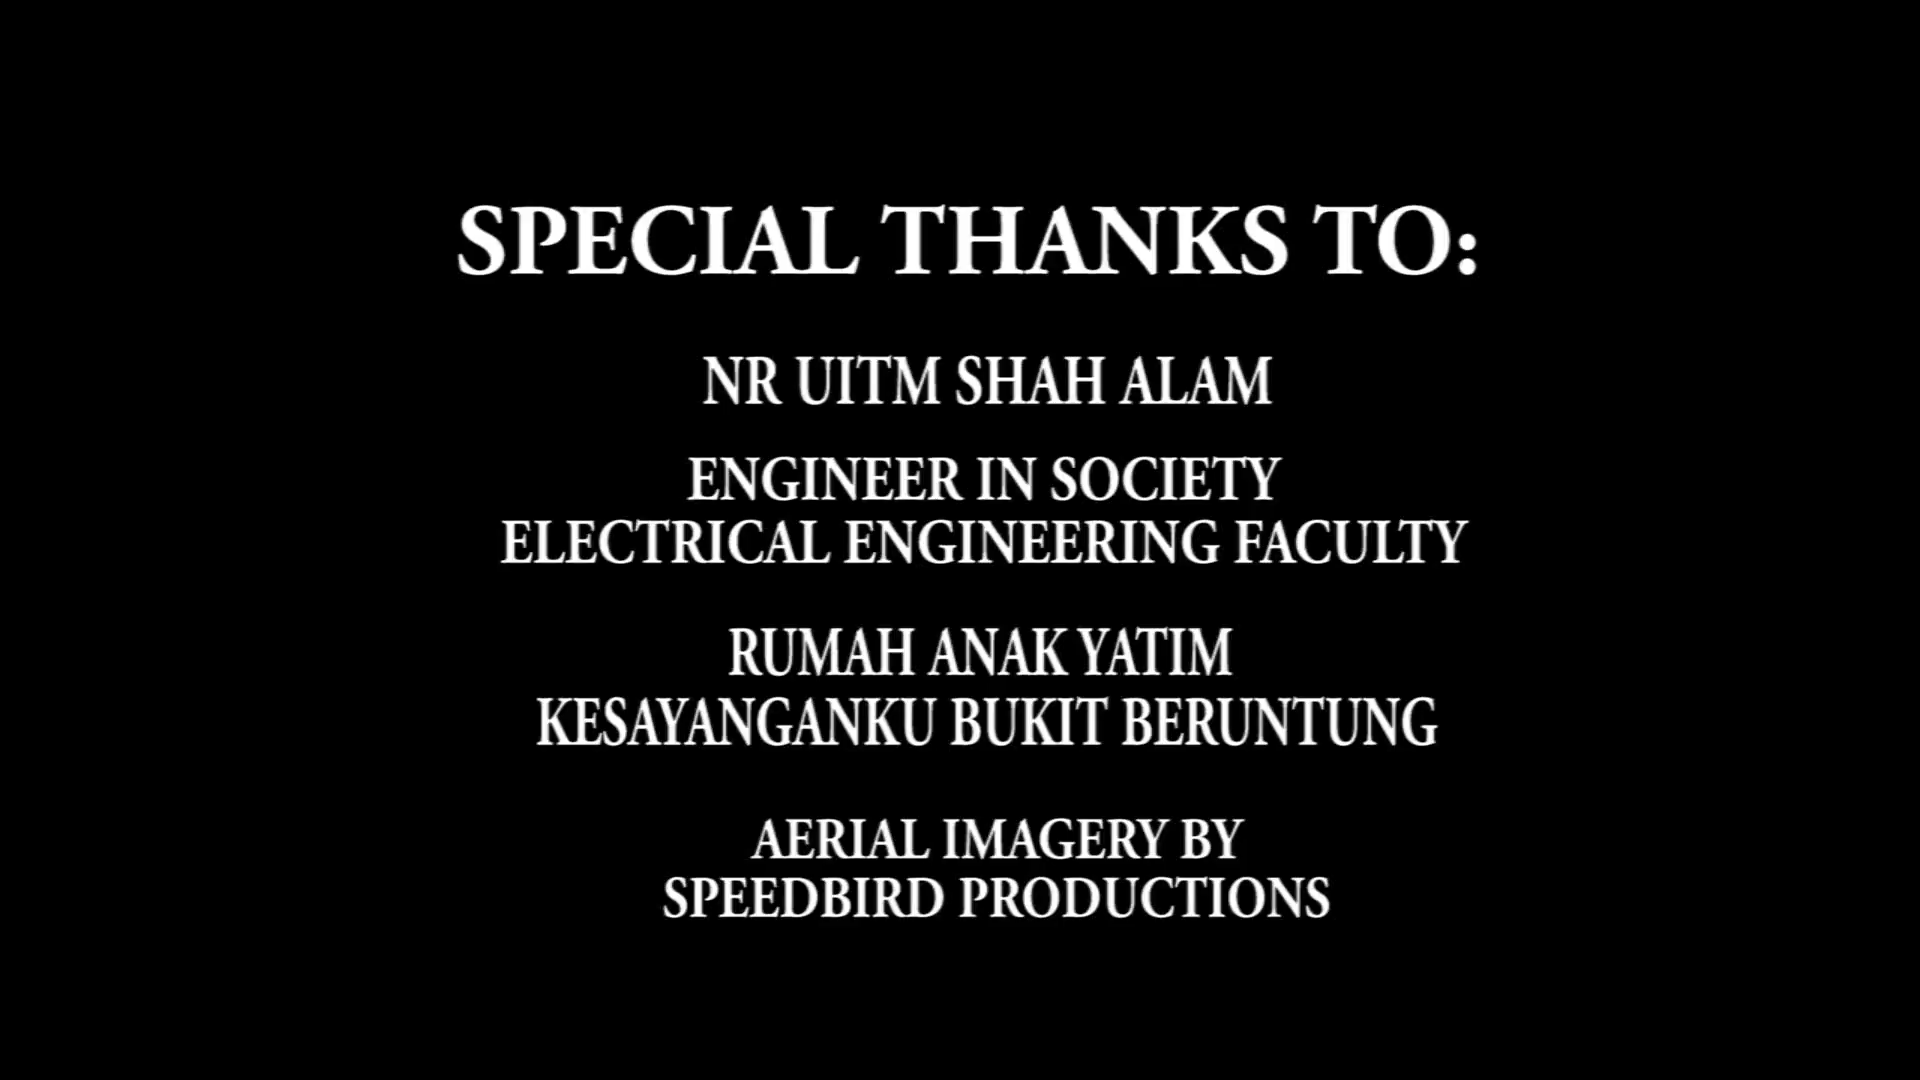 SPECIAL THANKS TO:
NR UITM SHAH ALAM
ENGINEER IN SOCIETY
ELECTRICAL ENGINEERING FACULTY
RUMAH ANAK YATIM
KESAYANGANKU BUKIT BERUNTUNG
AERIAL IMAGERY BY
SPEEDBIRD PRODUCTIONS